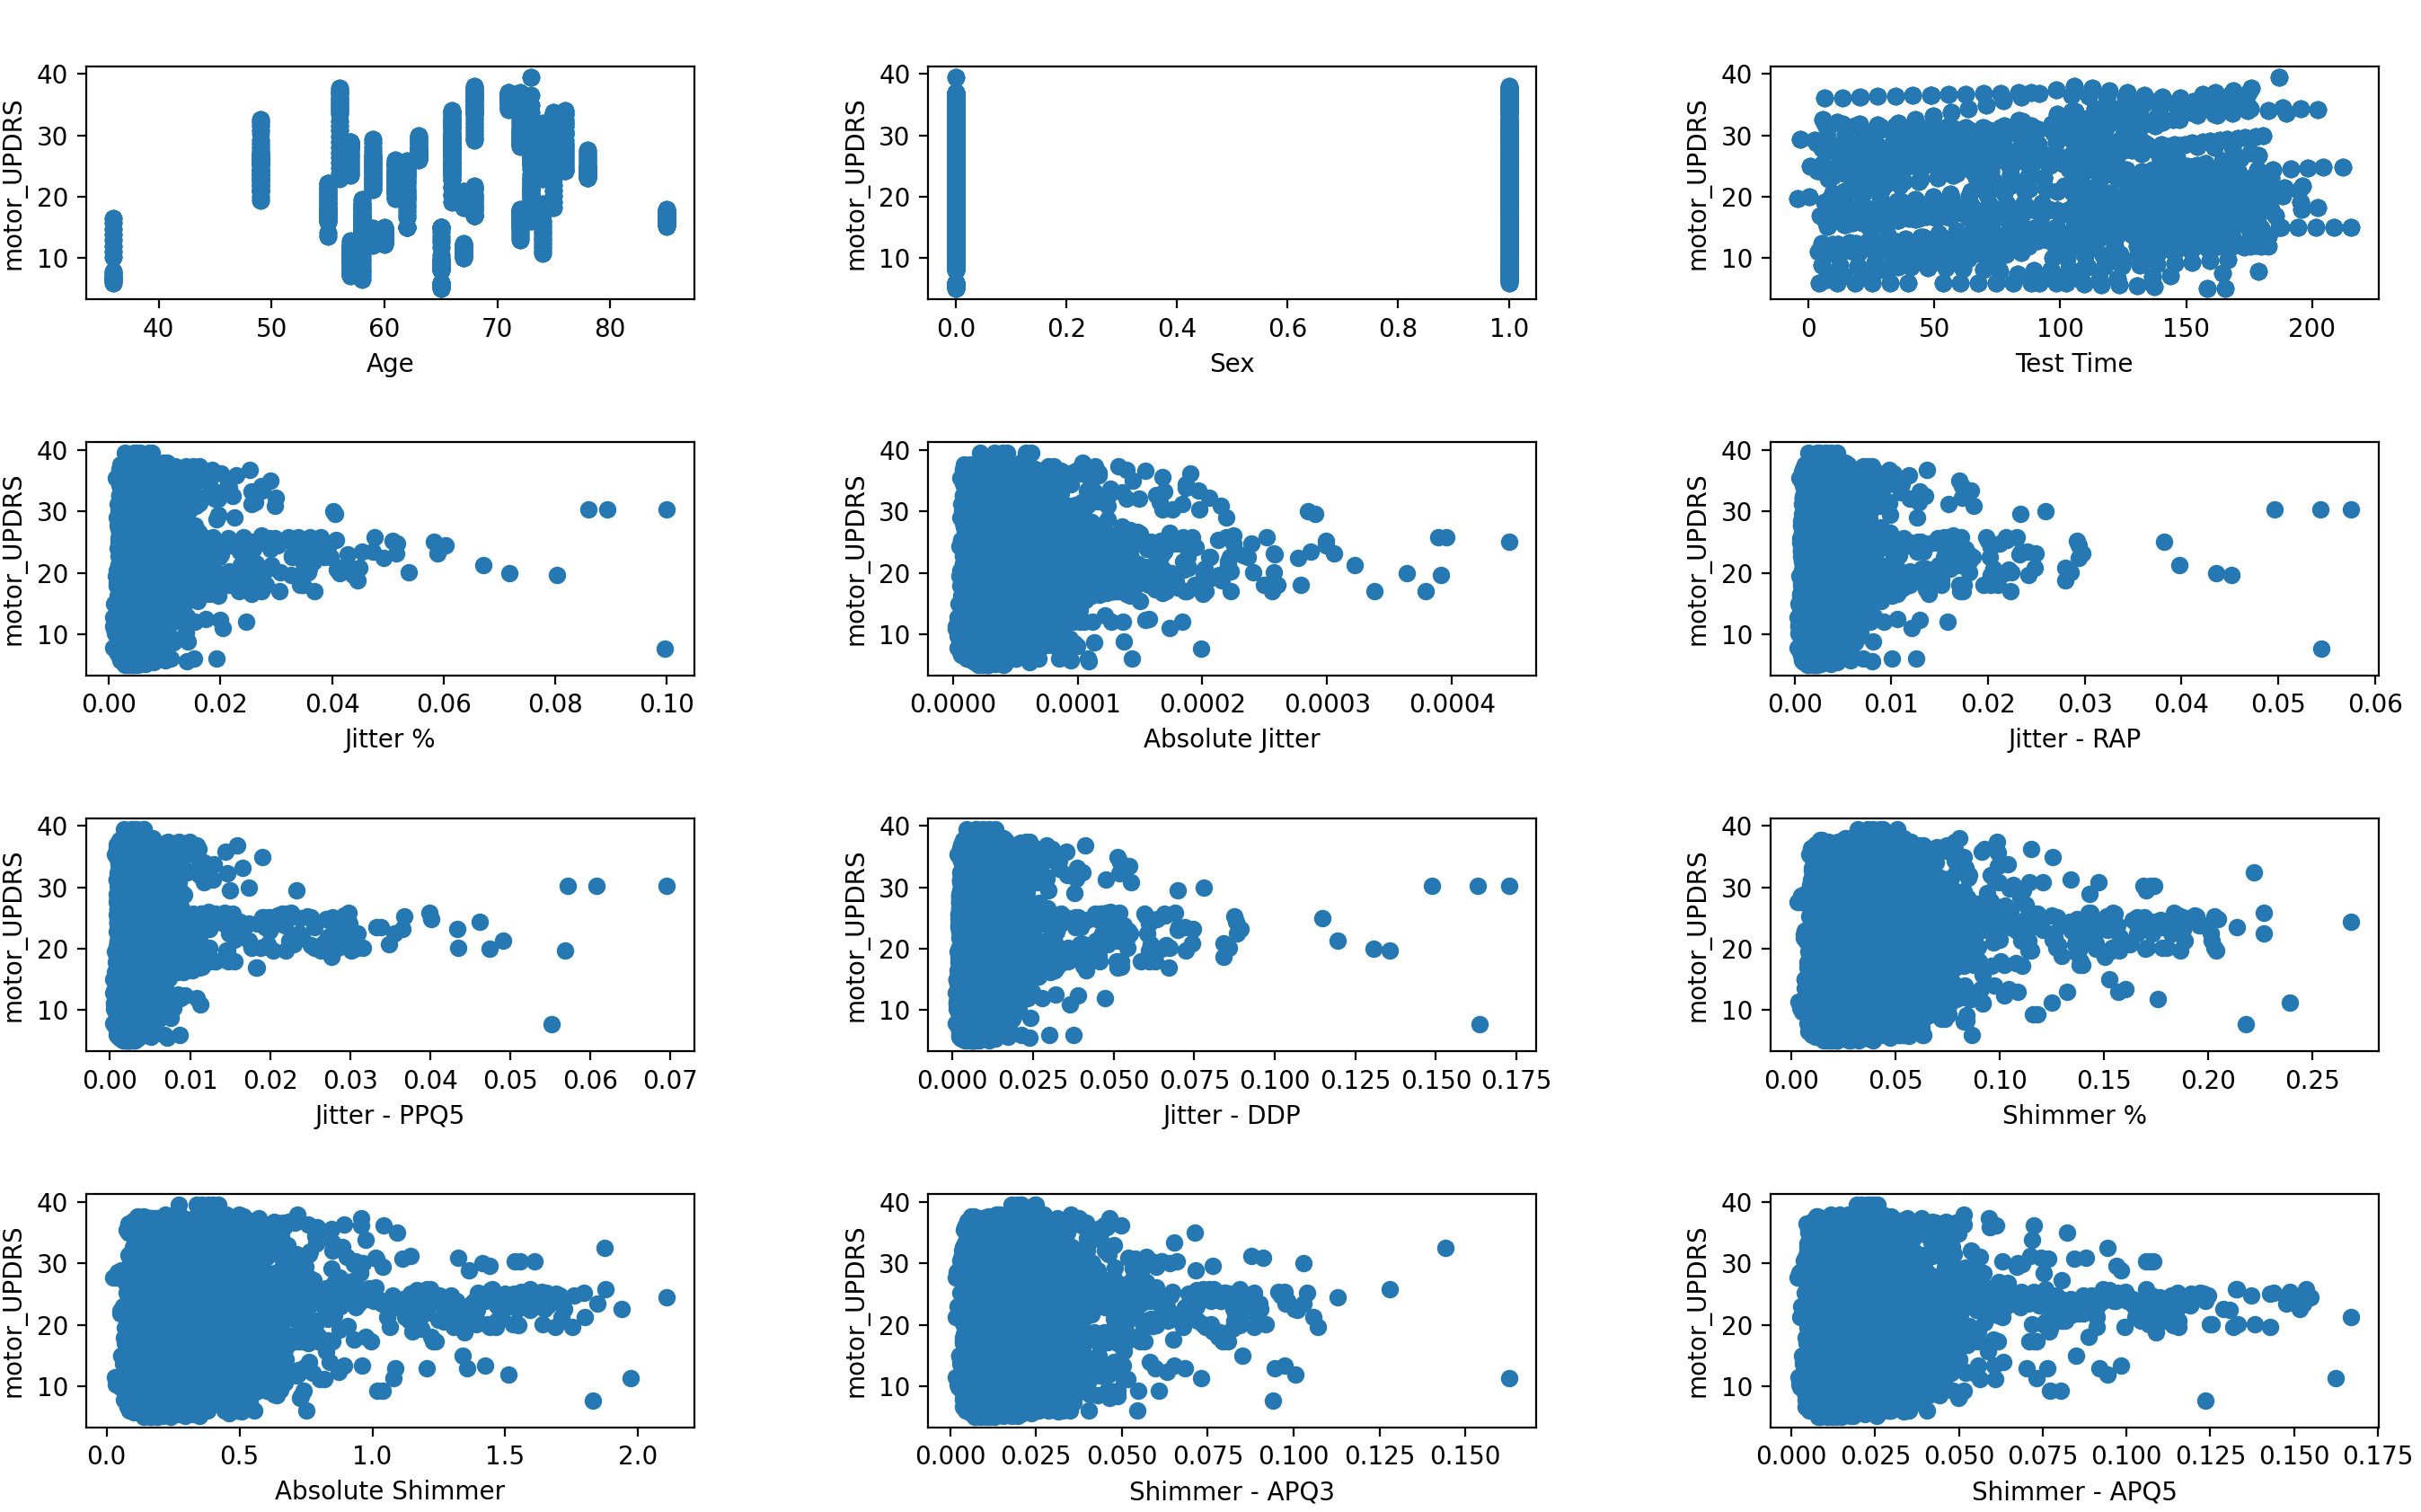 motor_UPDRS
40
30
20
10
40 50 60 70 80
Age
motor_UPDRS
40
30
20
10
0.0 0.2 0.4 0.6 0.8 1.0
Sex
motor_UPDRS
40
30
20
10
0 50 100 150 200
Test Time
motor_UPDRS
40
30
20
10
0.00 0.02 0.04 0.06 0.08 0.10
Jitter %
motor_UPDRS
40
30
20
10
0.0000 0.0001 0.0002 0.0003 0.0004
Absolute Jitter
motor_UPDRS
40
30
20
10
0.00 0.01 0.02 0.03 0.04 0.05 0.06
Jitter - RAP
motor_UPDRS
40
30
20
10
0.00 0.01 0.02 0.03 0.04 0.05 0.06 0.07
Jitter - PPQ5
motor_UPDRS
40
30
20
10
0.000 0.025 0.050 0.075 0.100 0.125 0.150 0.175
Jitter - DDP
motor_UPDRS
40
30
20
10
0.00 0.05 0.10 0.15 0.20 0.25
Shimmer %
motor_UPDRS
40
30
20
10
0.0 0.5 1.0 1.5 2.0
Absolute Shimmer
motor_UPDRS
40
30
20
10
0.000 0.025 0.050 0.075 0.100 0.125 0.150
Shimmer - APQ3
motor_UPDRS
40
30
20
10
0.000 0.025 0.050 0.075 0.100 0.125 0.150 0.175
Shimmer - APQ5